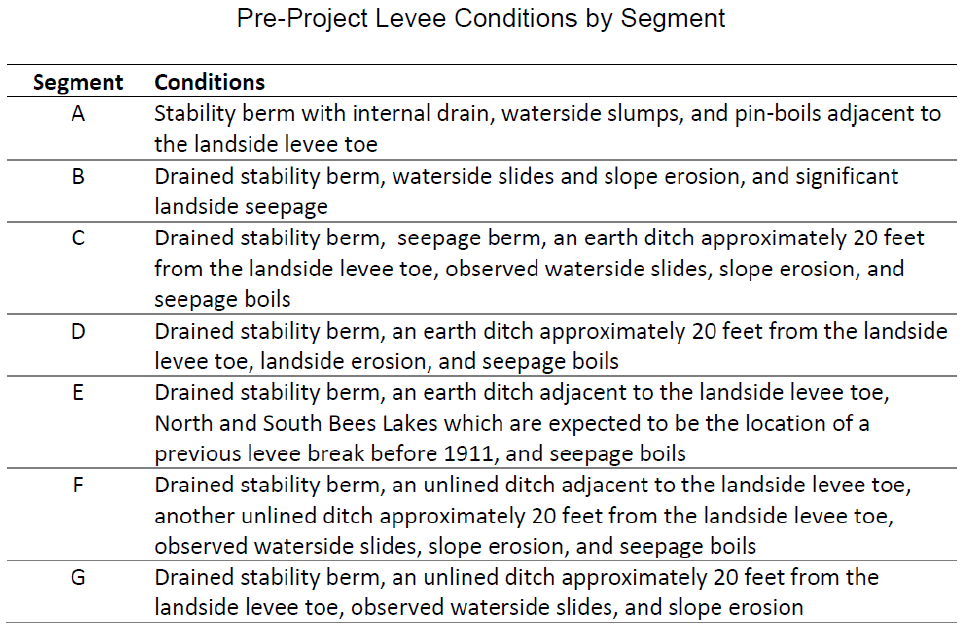 Pre-Project Levee Conditions by Segment
Segment Conditions
A Stability berm with internal drain, waterside slumps, and pin-boils adjacent to
the landside levee toe
B Drained stability berm, waterside slides and slope erosion, and significant
landside seepage
C Drained stability berm,  seepage berm, an earth ditch approximately 20 feet
from the landside levee toe, observed waterside slides, slope erosion, and
seepage boils
D Drained stability berm, an earth ditch approximately 20 feet from the landside
levee toe, landside erosion, and seepage boils
E Drained stability berm, an earth ditch adjacent to the landside levee toe,
North and South Bees Lakes which are expected to be the location of a
previous levee break before 1911, and seepage boils
F Drained stability berm, an unlined ditch adjacent to the landside levee toe,
another unlined ditch approximately 20 feet from the landside levee toe,
observed waterside slides, slope erosion, and seepage boils
G Drained stability berm, an unlined ditch approximately 20 feet from the
landside levee toe, observed waterside slides, and slope erosion